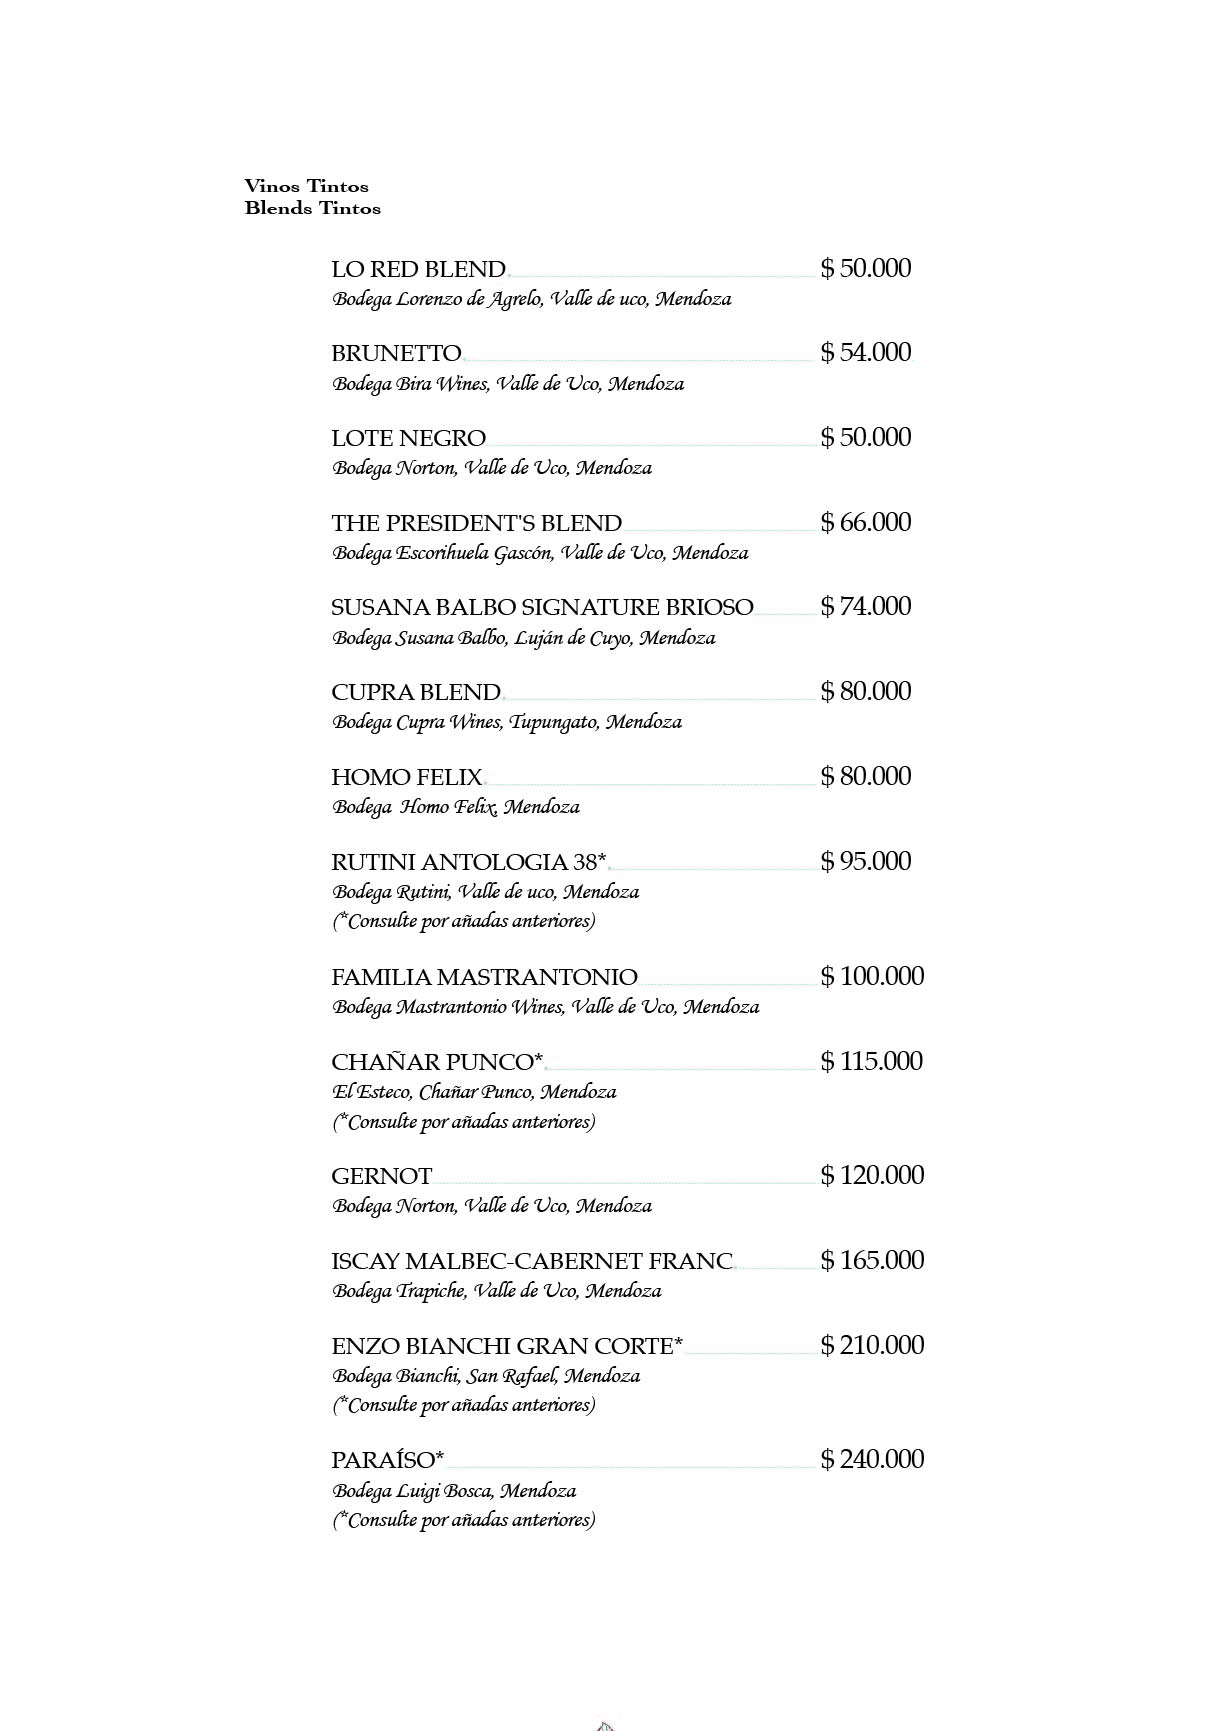 Vinos Tintos
Blends Tintos
LO RED BLEND $ 50.000
Bodega Lorenzo de Agrelo, Valle de uco, Mendoza
BRUNETTO $ 54.000
Bodega Bira Wines, Valle de Uco, Mendoza
LOTE NEGRO $ 50.000
Bodega Norton, Valle de Uco, Mendoza
THE PRESIDENT'S BLEND $ 66.000
Bodega Escorihuela Gascón, Valle de Uco, Mendoza
SUSANA BALBO SIGNATURE BRIOSO $ 74.000
Bodega Susana Balbo, Luján de Cuyo, Mendoza
CUPRA BLEND $ 80.000
Bodega Cupra Wines, Tupungato, Mendoza
HOMO FELIX $ 80.000
Bodega Homo Felix, Mendoza
RUTINI ANTOLOGIA 38* $ 95.000
Bodega Rutini, Valle de uco, Mendoza
(*Consulte por añadas anteriores)
FAMILIA MASTRANTONIO $ 100.000
Bodega Mastrantonio Wines, Valle de Uco, Mendoza
CHAÑAR PUNCO* $ 115.000
El Esteco, Chañar Punco, Mendoza
(*Consulte por añadas anteriores)
GERNOT $ 120.000
Bodega Norton, Valle de Uco, Mendoza
ISCAY MALBEC-CABERNET FRANC $ 165.000
Bodega Trapiche, Valle de Uco, Mendoza
ENZO BIANCHI GRAN CORTE* $ 210.000
Bodega Bianchi, San Rafael, Mendoza
(*Consulte por añadas anteriores)
PARAÍSO* $ 240.000
Bodega Luigi Bosca, Mendoza
(*Consulte por añadas anteriores)